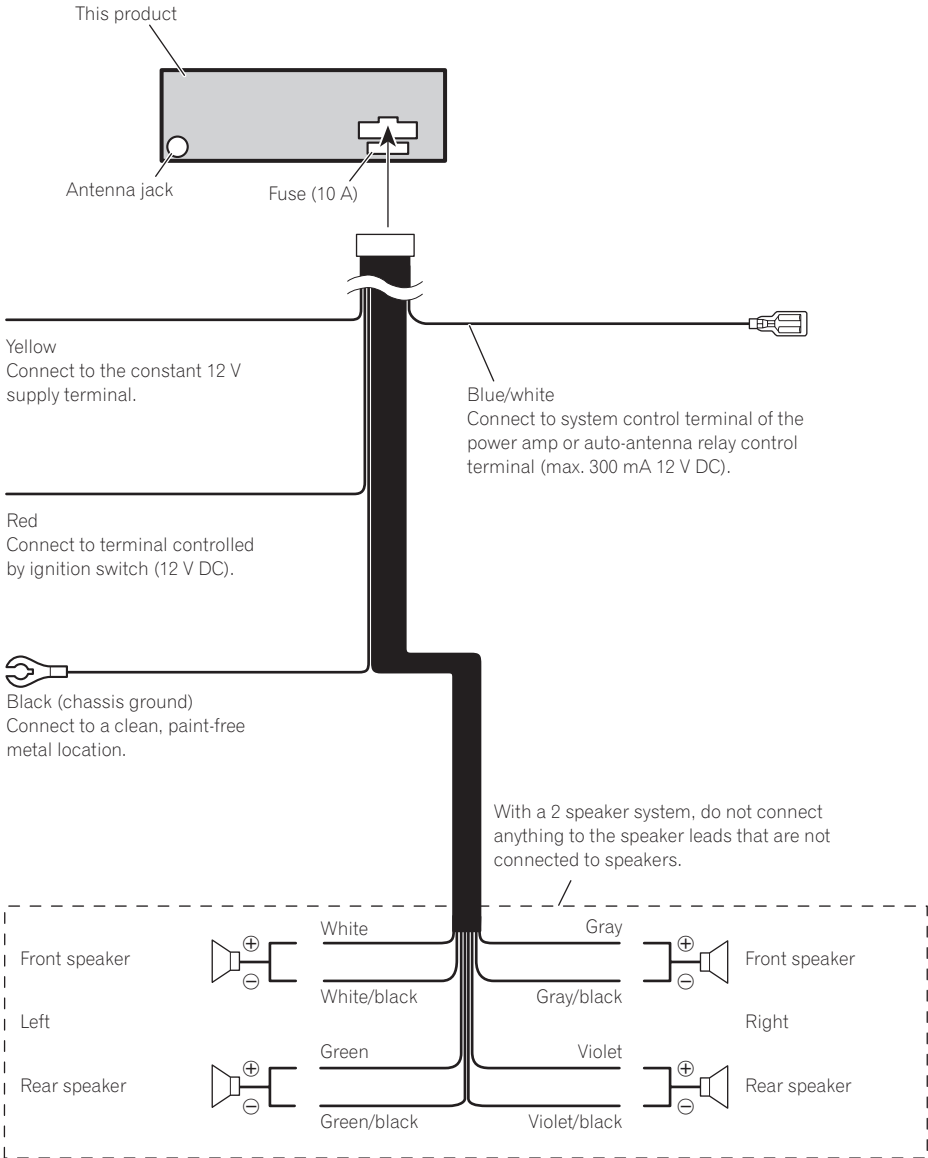 This product
Antenna jack
Fuse (10 A)
Yellow
Connect to the constant 12 V
supply terminal.
Blue/white
Connect to system control terminal of the
power amp or auto-antenna relay control
terminal (max. 300 mA 12 V DC).
Red
Connect to terminal controlled
by ignition switch (12 V DC).
Black (chassis ground)
Connect to a clean, paint-free
metal location.
With a 2 speaker system, do not connect
anything to the speaker leads that are not
connected to speakers.
White
Gray
⊕
⊕
Front speaker
Front speaker
⊖
⊖
White/black
Gray/black
Left
Right
Green
Violet
⊕
⊕
Rear speaker
Rear speaker
⊖
⊖
Green/black
Violet/black